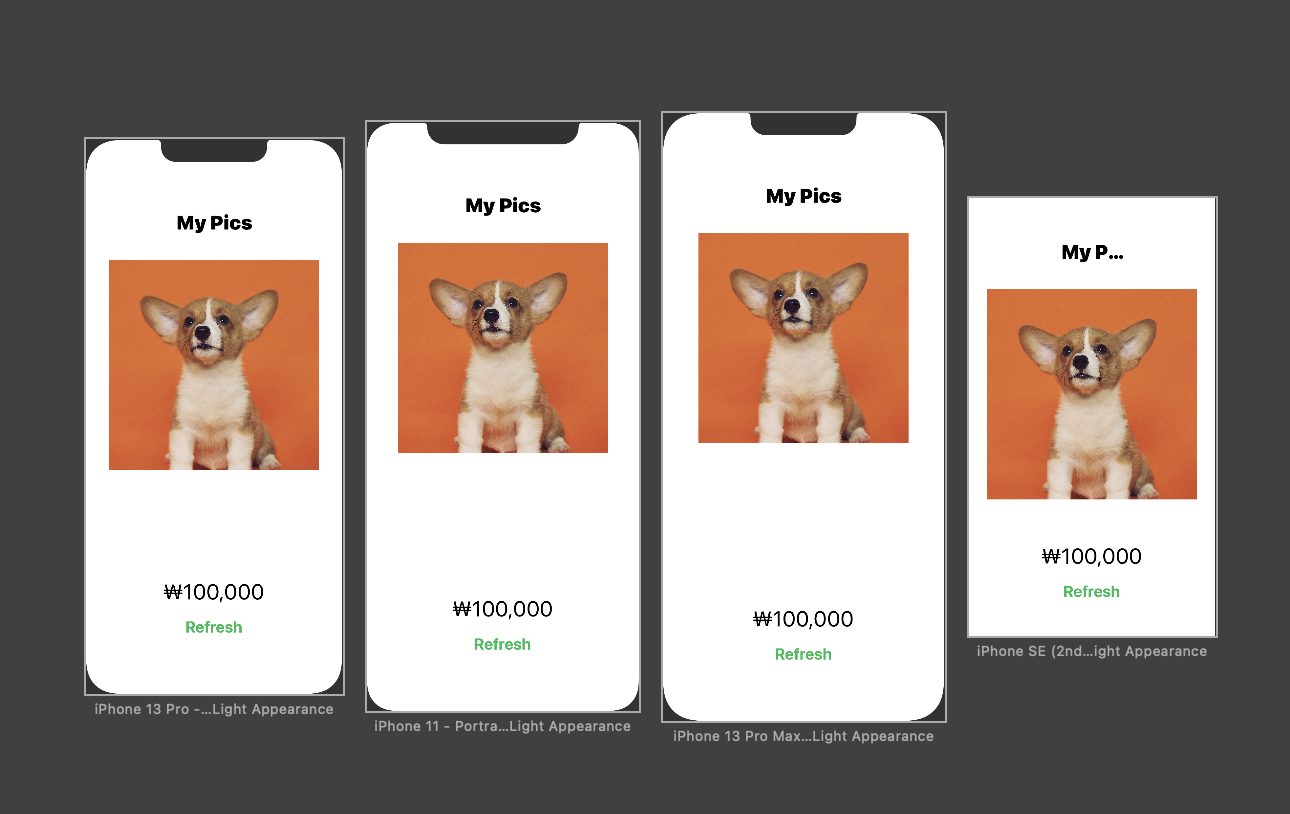 My Pics
₩100,000
Refresh
iPhone 13 Pro -...Light Appearance
My Pics
₩100,000
Refresh
iPhone 11 - Portra...Light Appearance
My Pics
₩100,000
Refresh
iPhone 13 Pro Max...Light Appearance
My P...
₩100,000
Refresh
iPhone SE (2nd...ight Appearance